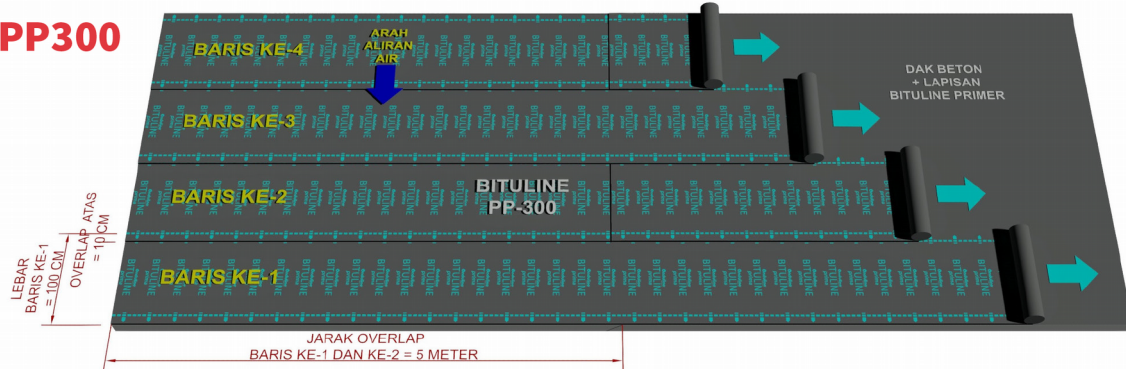 PP300
BARIS KE-4
ARAH
ALIRAN
AIR
DAK BETON
+ LAPISAN
BITULINE PRIMER
BARIS KE-3
BARIS KE-2
BITULINE
PP-300
BARIS KE-1
LEBAR
BARIS KE-1
= 100 CM
OVERLAP ATAS
= 10 CM
JARAK OVERLAP
BARIS KE-1 DAN KE-2 = 5 METER